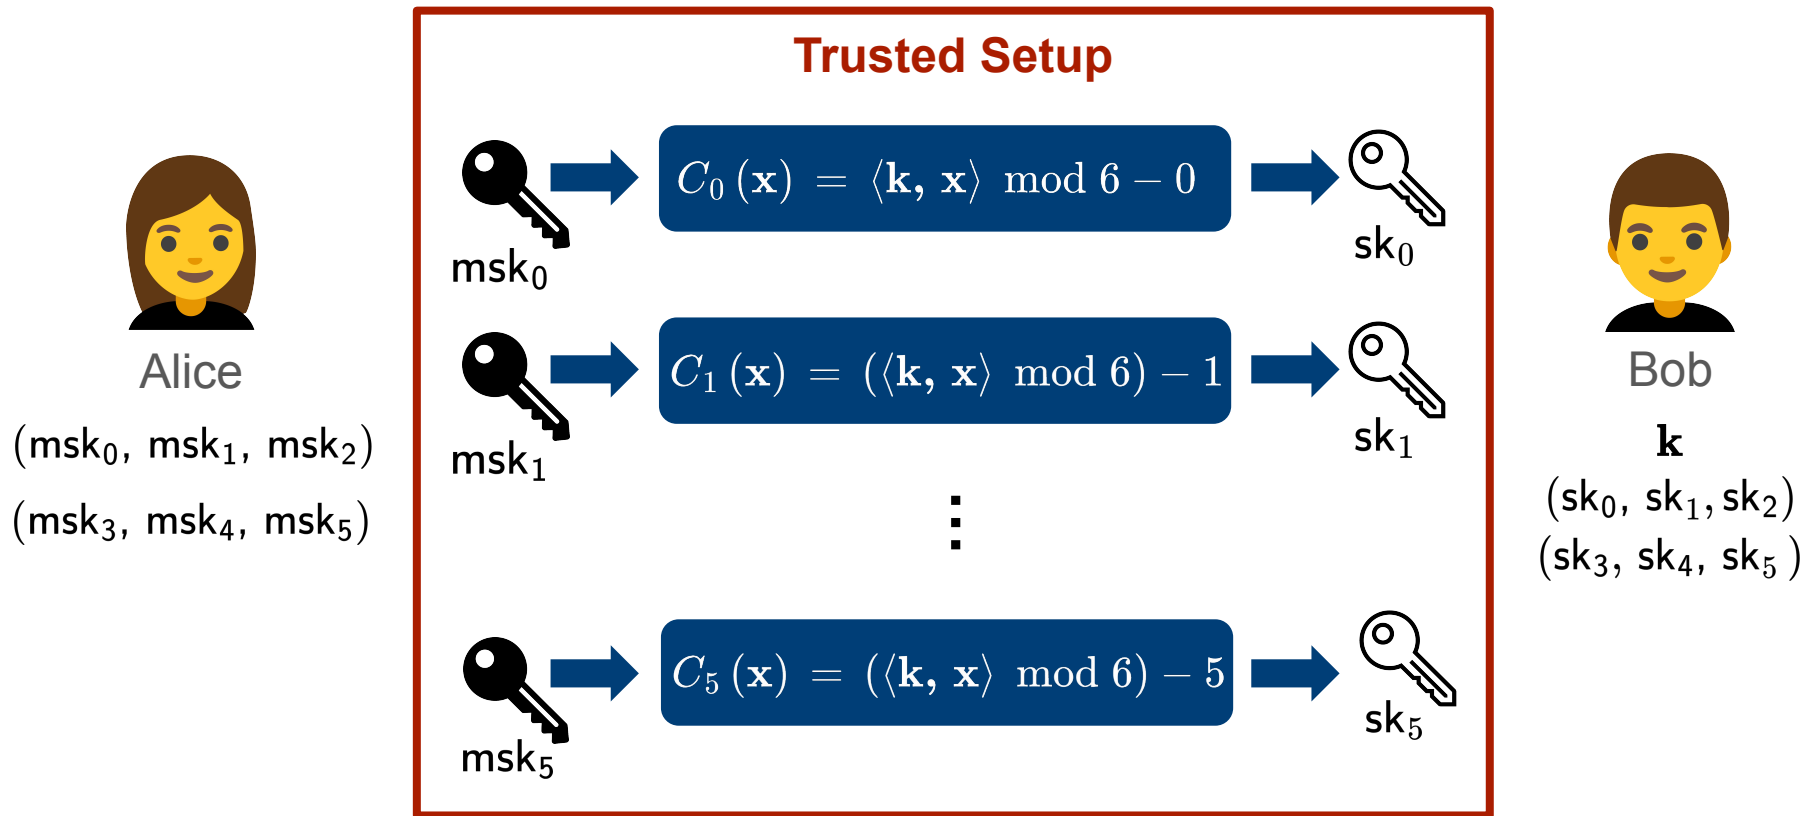 Trusted Setup
C₀ (x) = ⟨k, x⟩ mod 6 − 0
msk₀
sk₀
C₁ (x) = (⟨k, x⟩ mod 6) − 1
msk₁
sk₁
⋮
C₅ (x) = (⟨k, x⟩ mod 6) − 5
msk₅
sk₅
Alice
(msk₀, msk₁, msk₂)
(msk₃, msk₄, msk₅)
Bob
k
(sk₀, sk₁, sk₂)
(sk₃, sk₄, sk₅ )